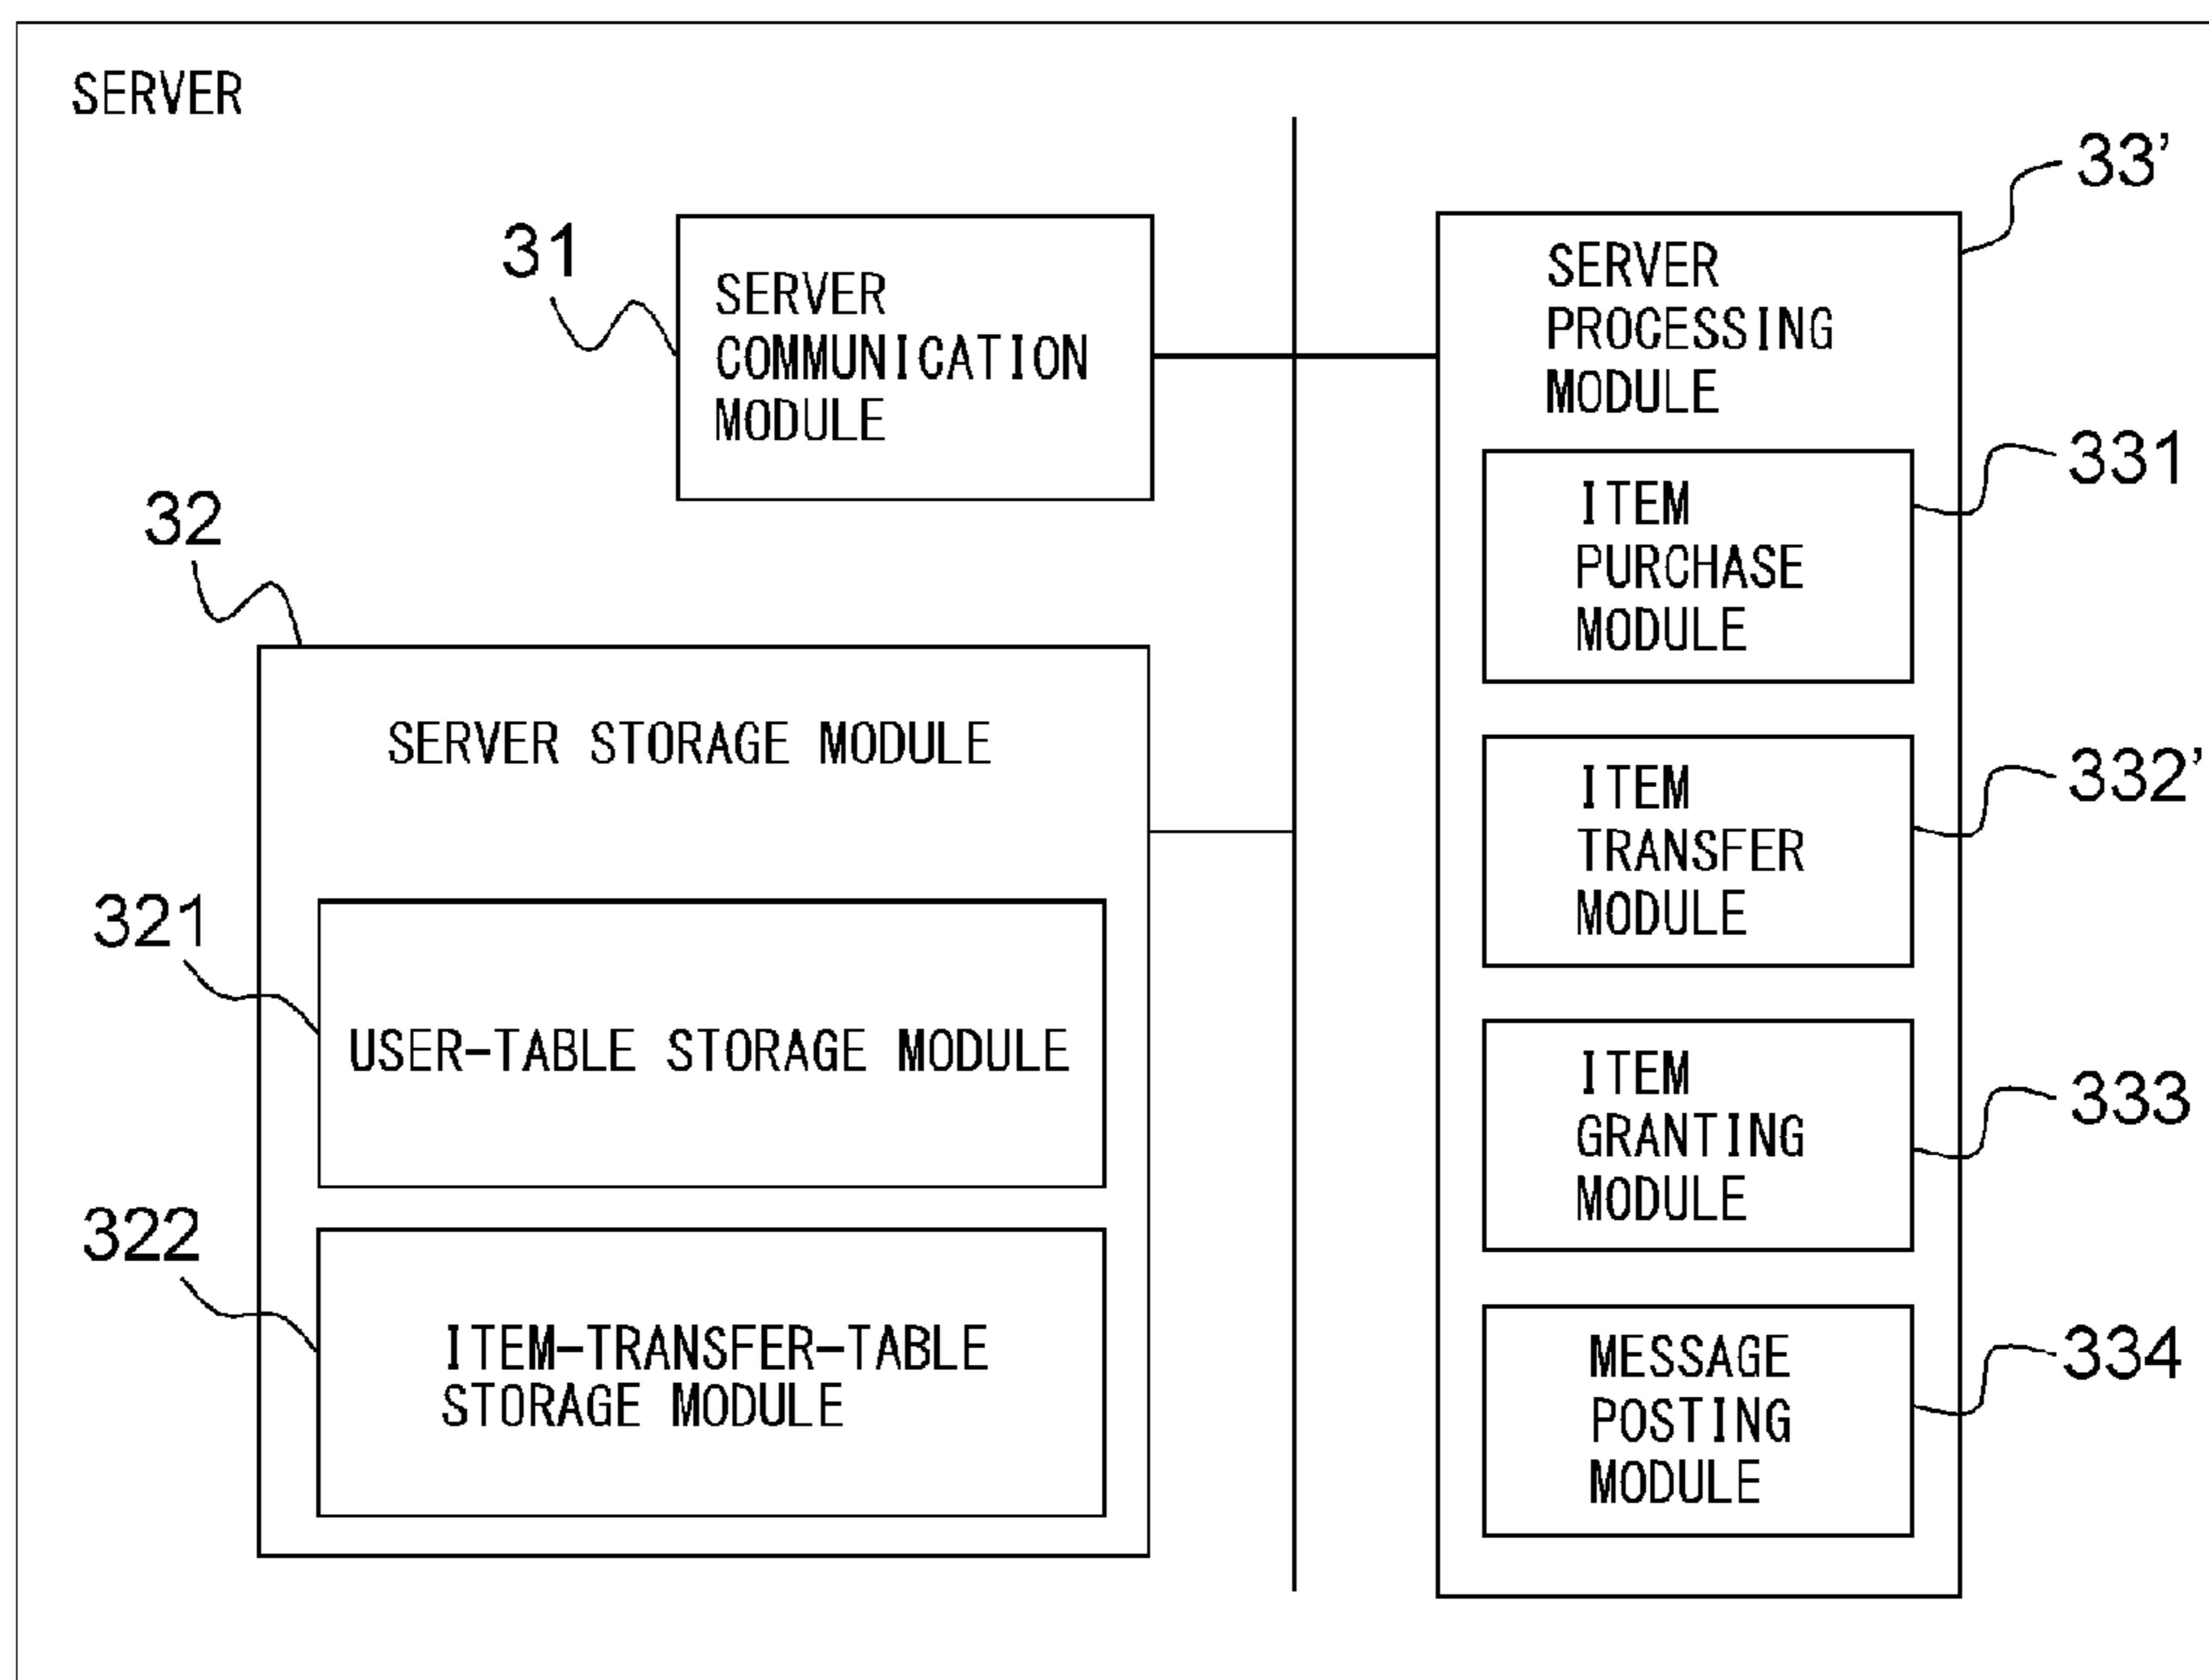 SERVER
31
SERVER
COMMUNICATION
MODULE
32
SERVER STORAGE MODULE
321
USER-TABLE STORAGE MODULE
322
ITEM-TRANSFER-TABLE
STORAGE MODULE
33’
SERVER
PROCESSING
MODULE
331
ITEM
PURCHASE
MODULE
332’
ITEM
TRANSFER
MODULE
333
ITEM
GRANTING
MODULE
334
MESSAGE
POSTING
MODULE